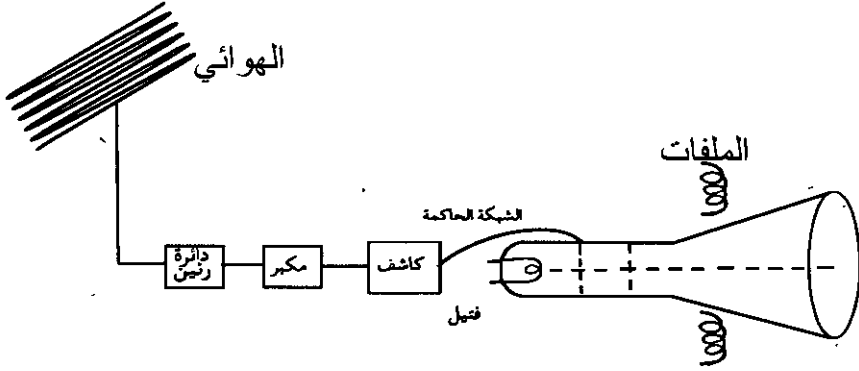 الهوائي
الملفات
الشبكة الحاكمة
دائرة
رنين
مكبر
كاشف
فتيل